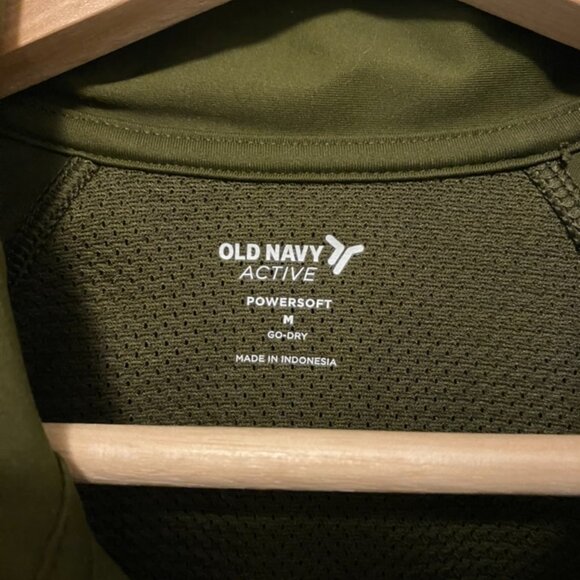 OLD NAVY
ACTIVE
POWERSOFT
M
GO-DRY
MADE IN INDONESIA